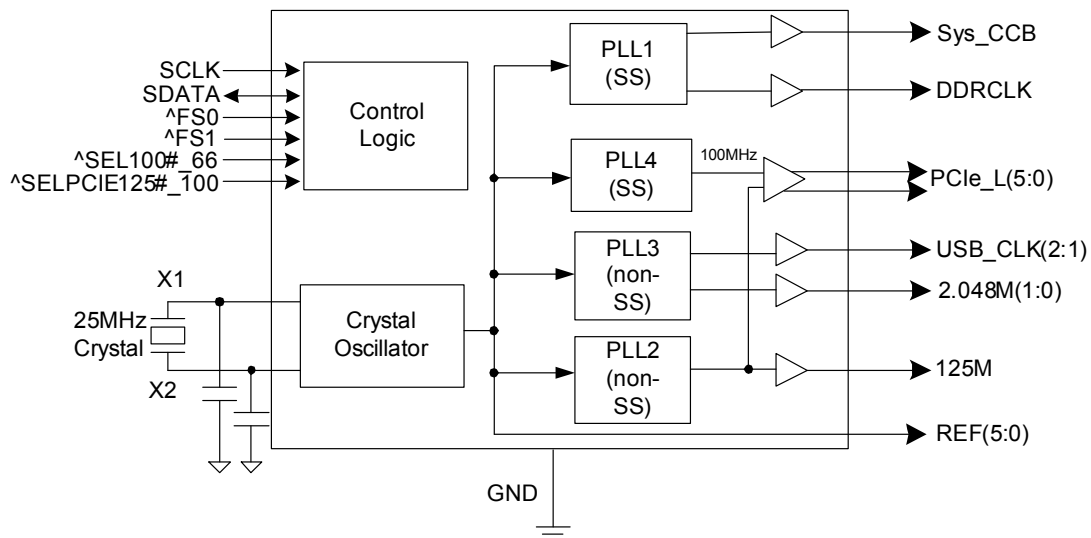 SCLK
SDATA
^FS0
^FS1
^SEL100#_66
^SELPCIE125#_100
Control
Logic
X1
25MHz
Crystal
X2
Crystal
Oscillator
PLL1
(SS)
PLL4
(SS)
100MHz
PLL3
(non-
SS)
PLL2
(non-
SS)
Sys_CCB
DDRCLK
PCIe_L(5:0)
USB_CLK(2:1)
2.048M(1:0)
125M
REF(5:0)
GND